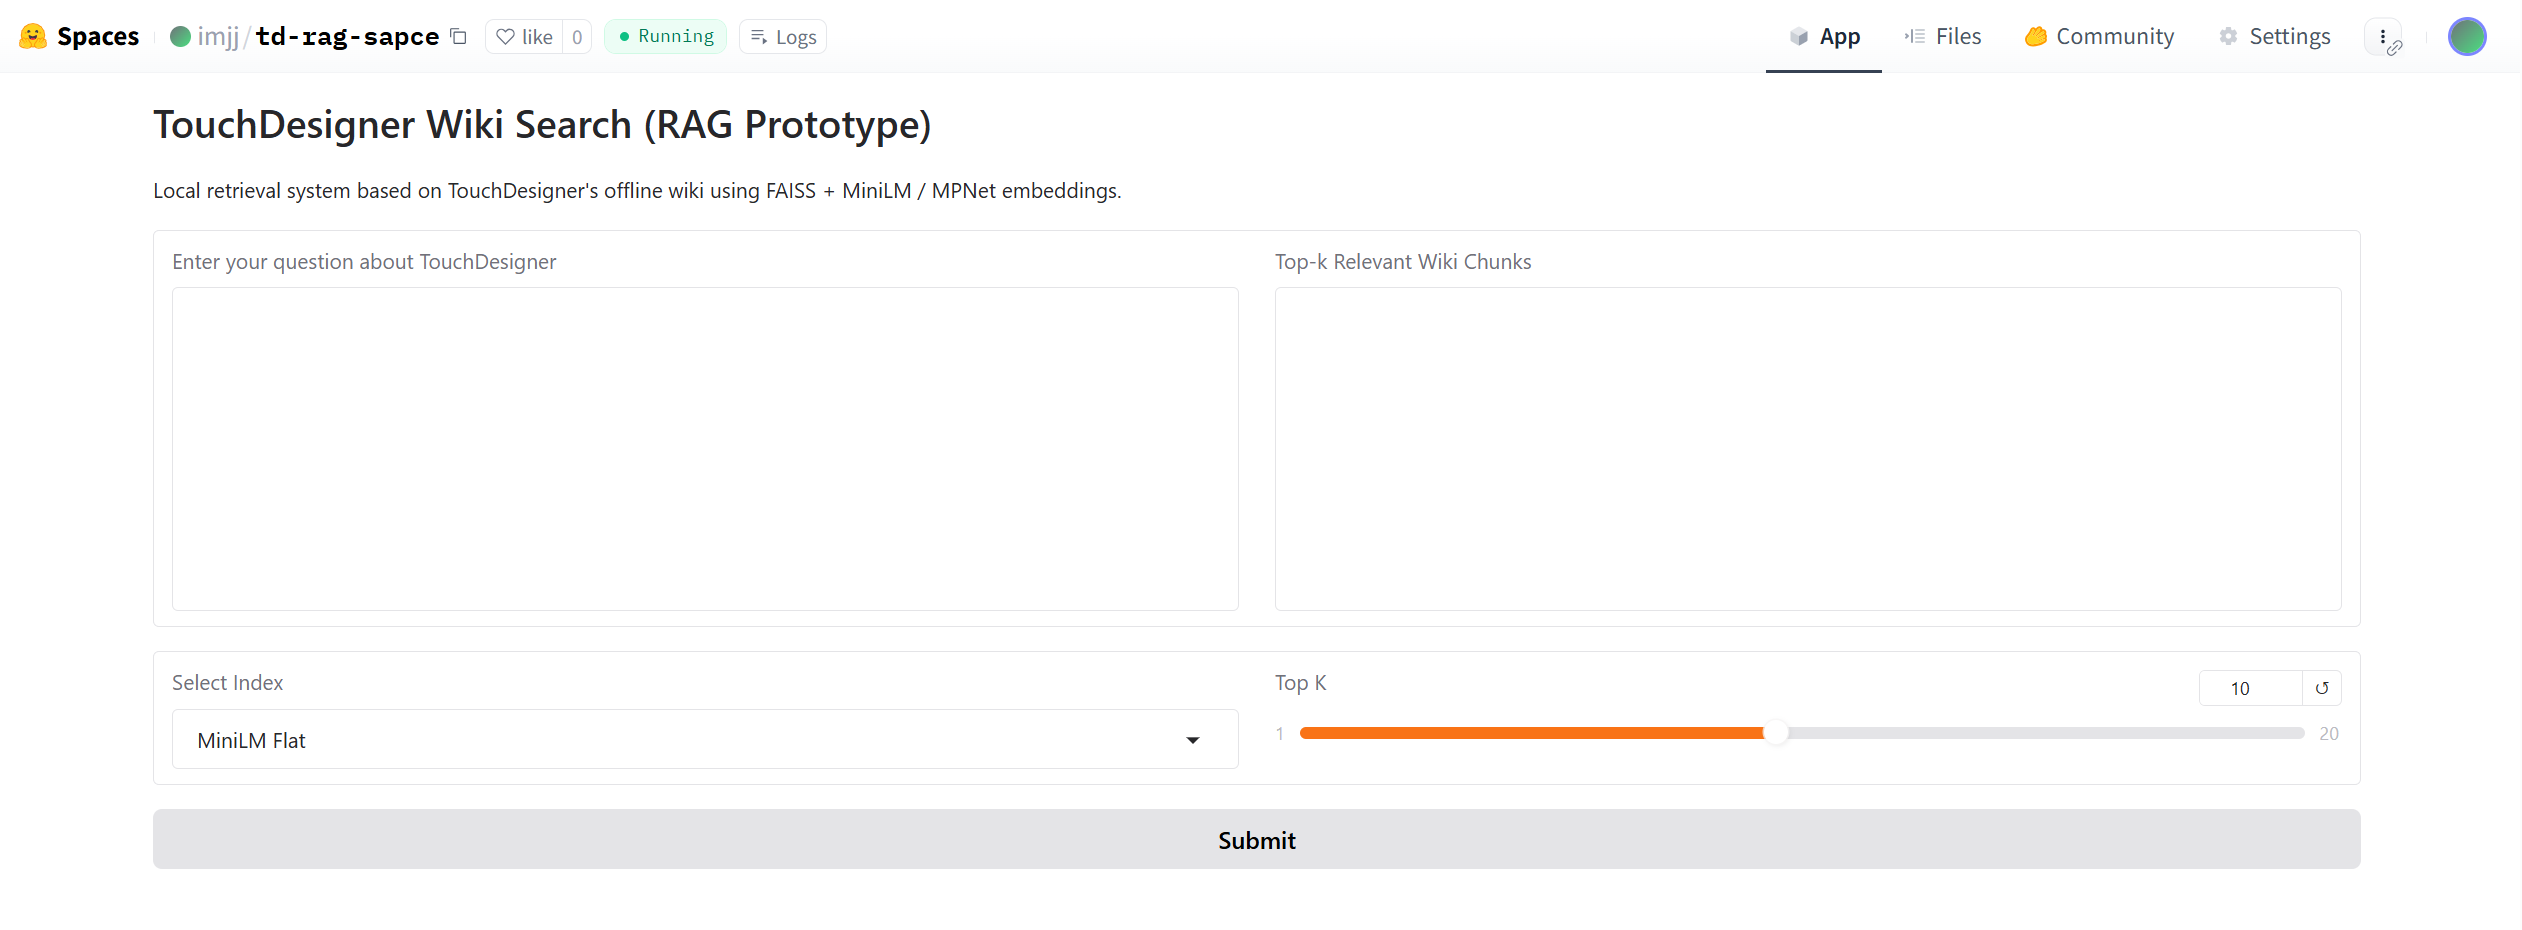 Spaces imjj/td-rag-sapce like 0 Running Logs App Files Community Settings
TouchDesigner Wiki Search (RAG Prototype)
Local retrieval system based on TouchDesigner's offline wiki using FAISS + MiniLM / MPNet embeddings.
Enter your question about TouchDesigner
Top-k Relevant Wiki Chunks
Select Index
MiniLM Flat
Top K
10
1
20
Submit